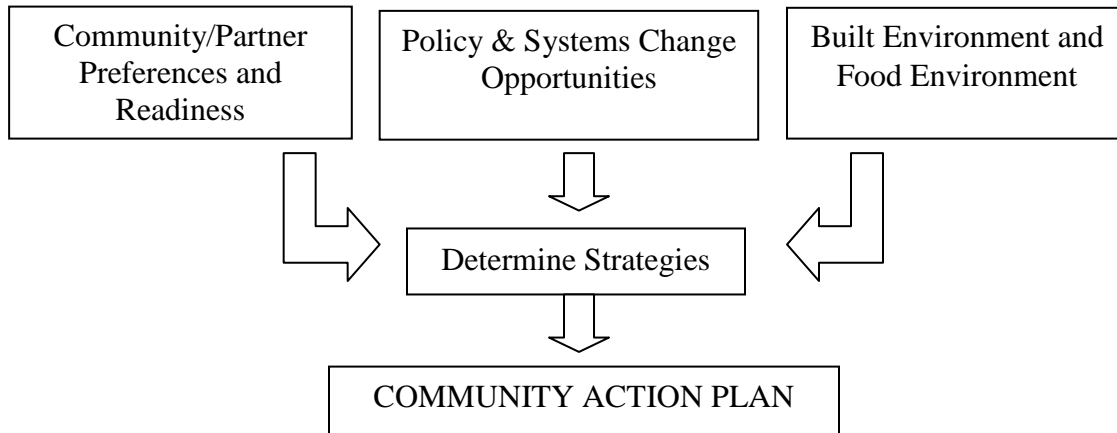 Community/Partner
Preferences and
Readiness
Policy & Systems Change
Opportunities
Built Environment and
Food Environment
Determine Strategies
COMMUNITY ACTION PLAN